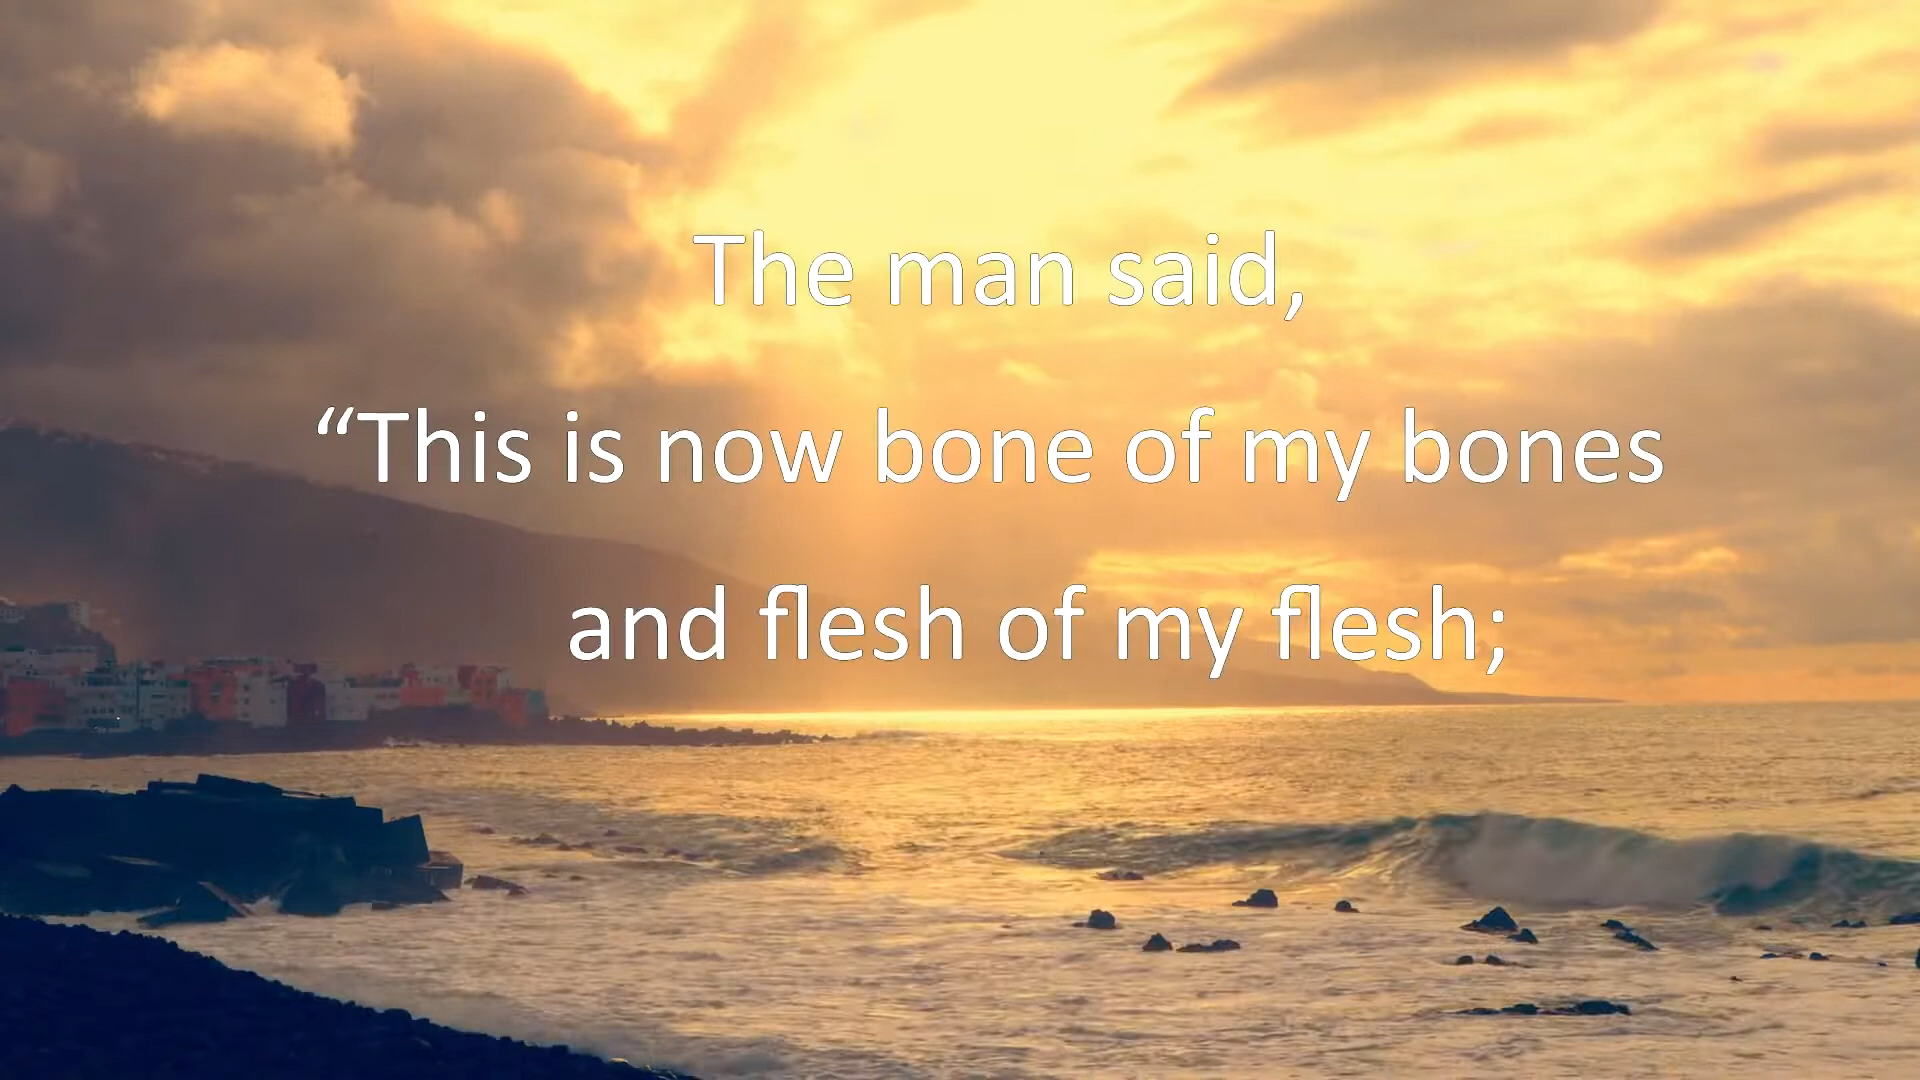 The man said,
“This is now bone of my bones
and flesh of my flesh;